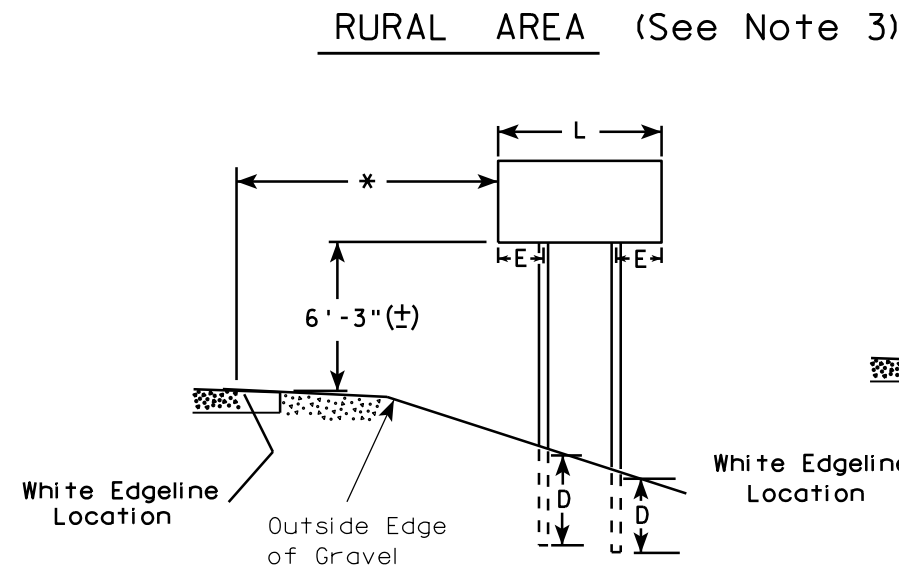 RURAL AREA (See Note 3)
L
*
E E
6'-3"(±)
White Edgeline
Location
Outside Edge
of Gravel
D
D
White Edgeline
Location